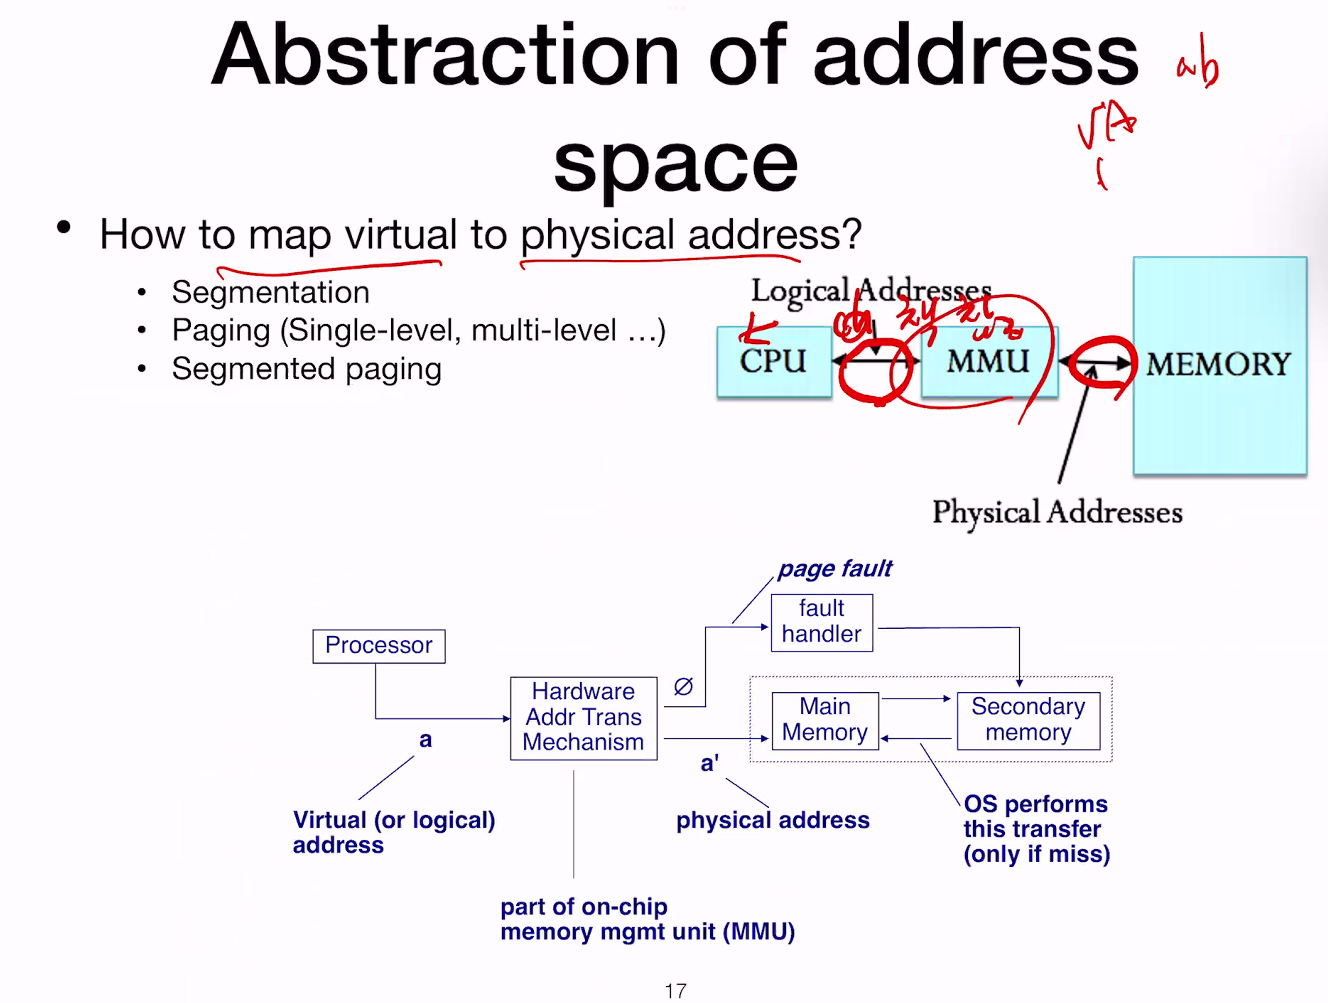 Abstraction of address
space
ab
VA
• How to map virtual to physical address?
• Segmentation
• Paging (Single-level, multi-level ...)
• Segmented paging
Logical Addresses
CPU
MMU
MEMORY
Physical Addresses
page fault
fault
handler
Processor
Hardware
Addr Trans
Mechanism
∅
Main
Memory
Secondary
memory
a
a'
Virtual (or logical)
address
physical address
OS performs
this transfer
(only if miss)
part of on-chip
memory mgmt unit (MMU)
17